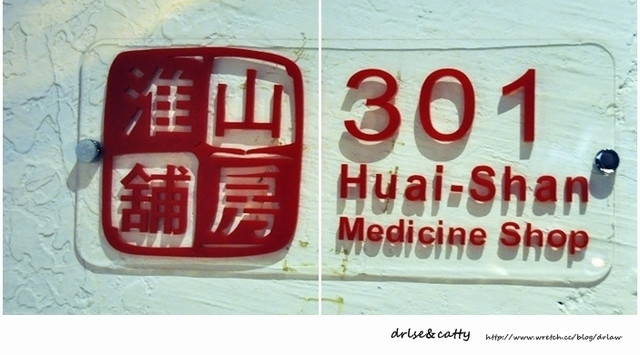 淮山
舖房
301
Huai-Shan
Medicine Shop
drlse&catty http://www.wretch.cc/blog/drlaw